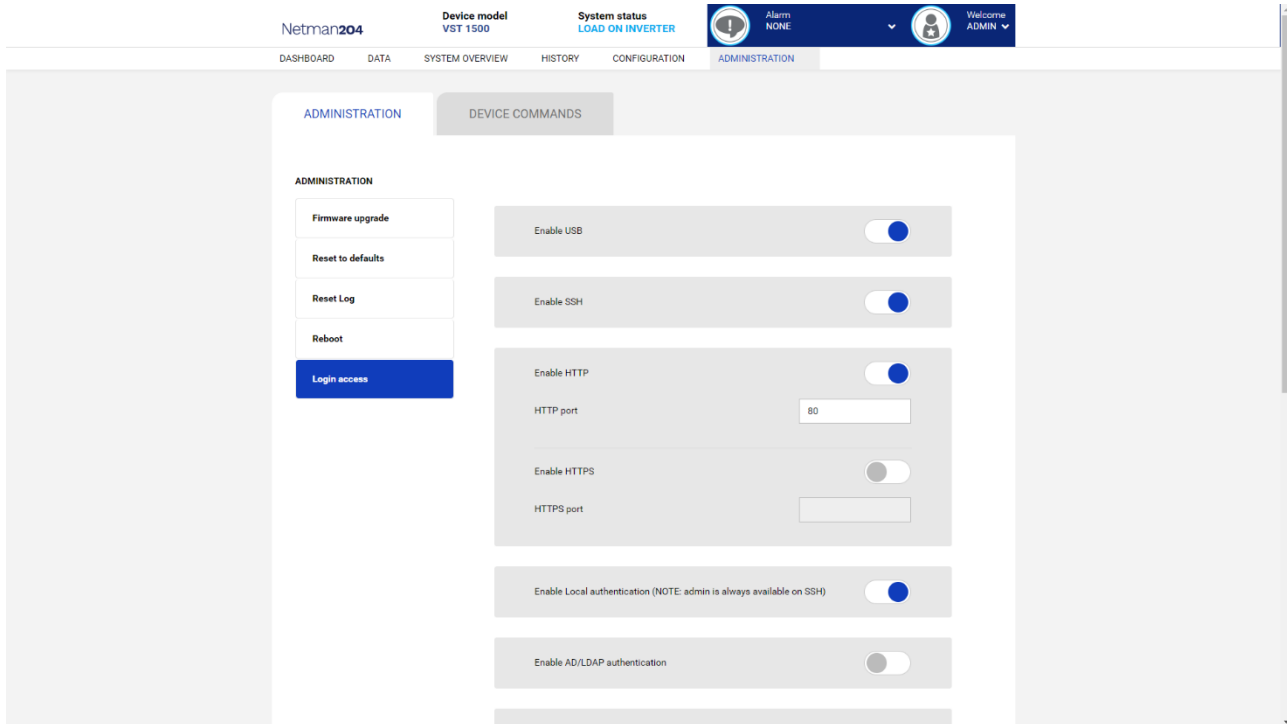 Netman204
Device model
VST 1500
System status
LOAD ON INVERTER
Alarm
NONE
Welcome
ADMIN
DASHBOARD DATA SYSTEM OVERVIEW HISTORY CONFIGURATION ADMINISTRATION
ADMINISTRATION DEVICE COMMANDS
ADMINISTRATION
Firmware upgrade
Reset to defaults
Reset Log
Reboot
Login access
Enable USB
Enable SSH
Enable HTTP
HTTP port 80
Enable HTTPS
HTTPS port
Enable Local authentication (NOTE: admin is always available on SSH)
Enable AD/LDAP authentication